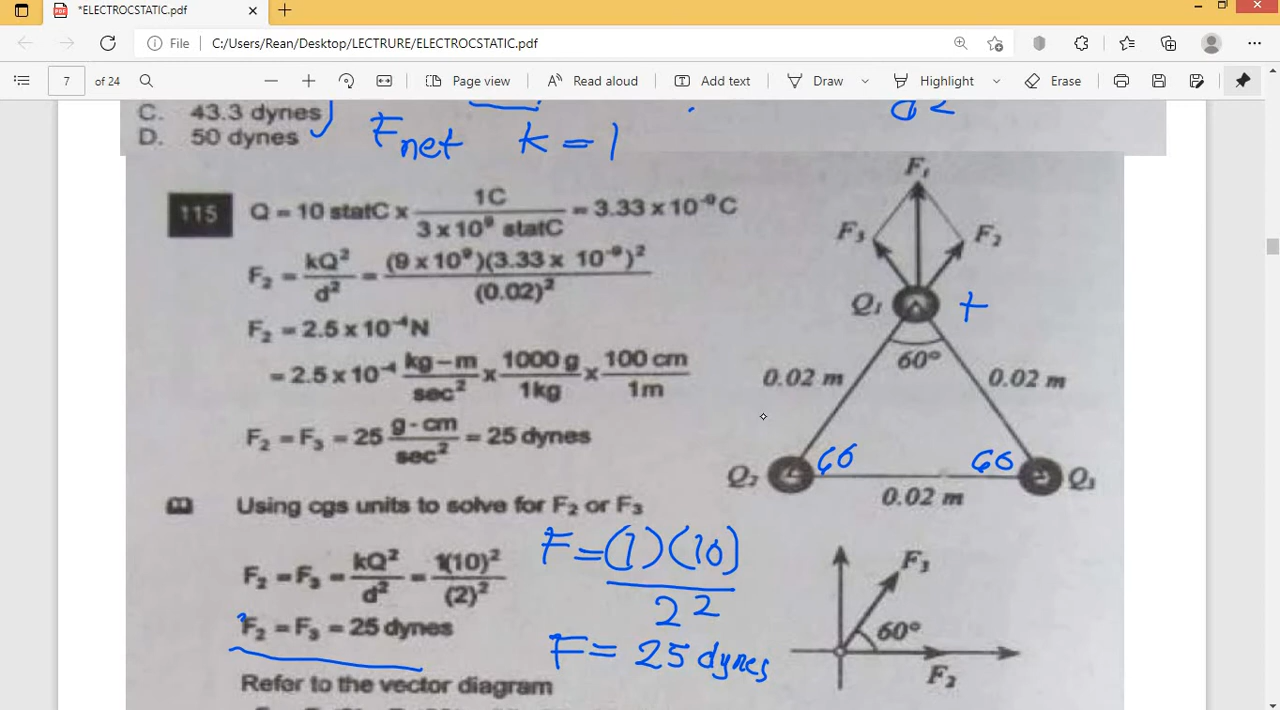 *ELECTROCSTATIC.pdf
File C:/Users/Rean/Desktop/LECTRURE/ELECTROCSTATIC.pdf
7 of 24 Page view Read aloud Add text Draw Highlight Erase
C. 43.3 dynes
D. 50 dynes
Fnet k = 1
115 Q = 10 statC x 1C / 3 x 10⁹ statC = 3.33 x 10⁻⁹ C
F₂ = kQ² / d² = (9 x 10⁹)(3.33 x 10⁻⁹)² / (0.02)²
F₂ = 2.5 x 10⁻⁴ N
= 2.5 x 10⁻⁴ kg-m / sec² x 1000 g / 1kg x 100 cm / 1m
F₂ = F₃ = 25 g-cm / sec² = 25 dynes
Using cgs units to solve for F₂ or F₃
F₂ = F₃ = kQ² / d² = 1(10)² / (2)²
F₂ = F₃ = 25 dynes
Refer to the vector diagram
F = (1)(10) / 2²
F = 25 dynes
F₁
F₃ F₂
Q₁ +
60°
0.02 m 0.02 m
Q₂ 60 60 Q₃
0.02 m
F₃
60°
F₂